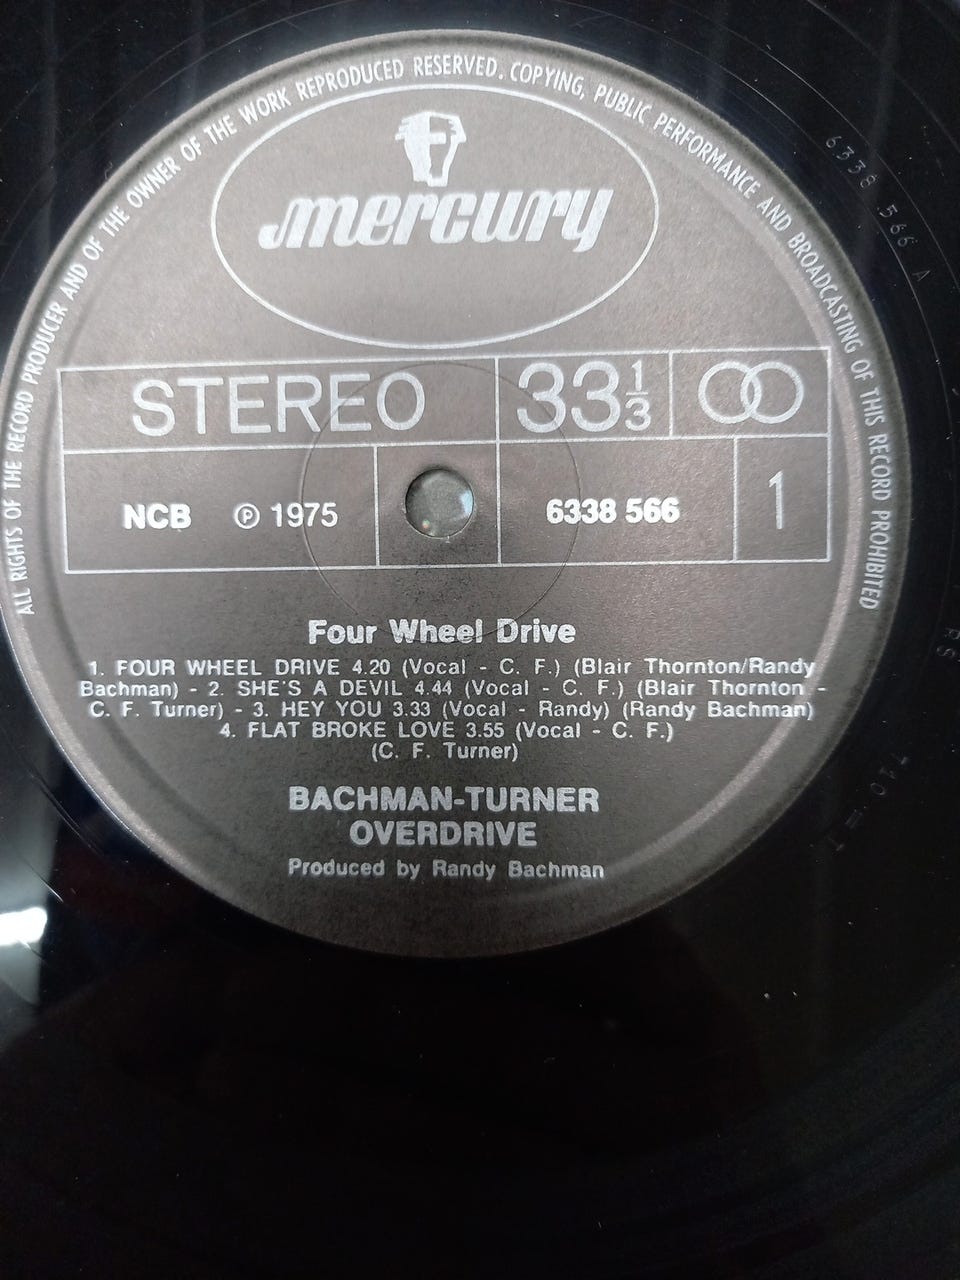 ALL RIGHTS OF THE RECORD PRODUCER AND OF THE OWNER OF THE WORK REPRODUCED RESERVED. COPYING, PUBLIC PERFORMANCE AND BROADCASTING OF THIS RECORD PROHIBITED
mercury
STEREO 33 1/3
NCB ℗ 1975 6338 566 1
Four Wheel Drive
1. FOUR WHEEL DRIVE 4.20 (Vocal - C. F.) (Blair Thornton/Randy
Bachman) - 2. SHE'S A DEVIL 4.44 (Vocal - C. F.) (Blair Thornton -
C. F. Turner) - 3. HEY YOU 3.33 (Vocal - Randy) (Randy Bachman)
4. FLAT BROKE LOVE 3.55 (Vocal - C. F.)
(C. F. Turner)
BACHMAN-TURNER
OVERDRIVE
Produced by Randy Bachman
6338 566 A